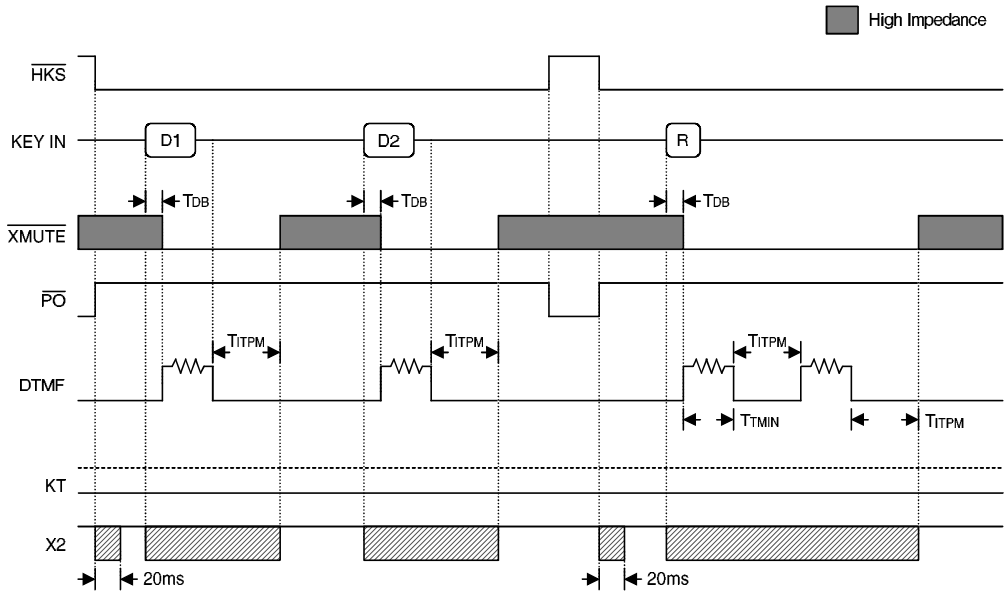 High Impedance
HKS
KEY IN D1 D2 R
TDB TDB TDB
XMUTE
PO
TITPM TITPM TITPM
DTMF
TTMIN TITPM
KT
X2
20ms 20ms